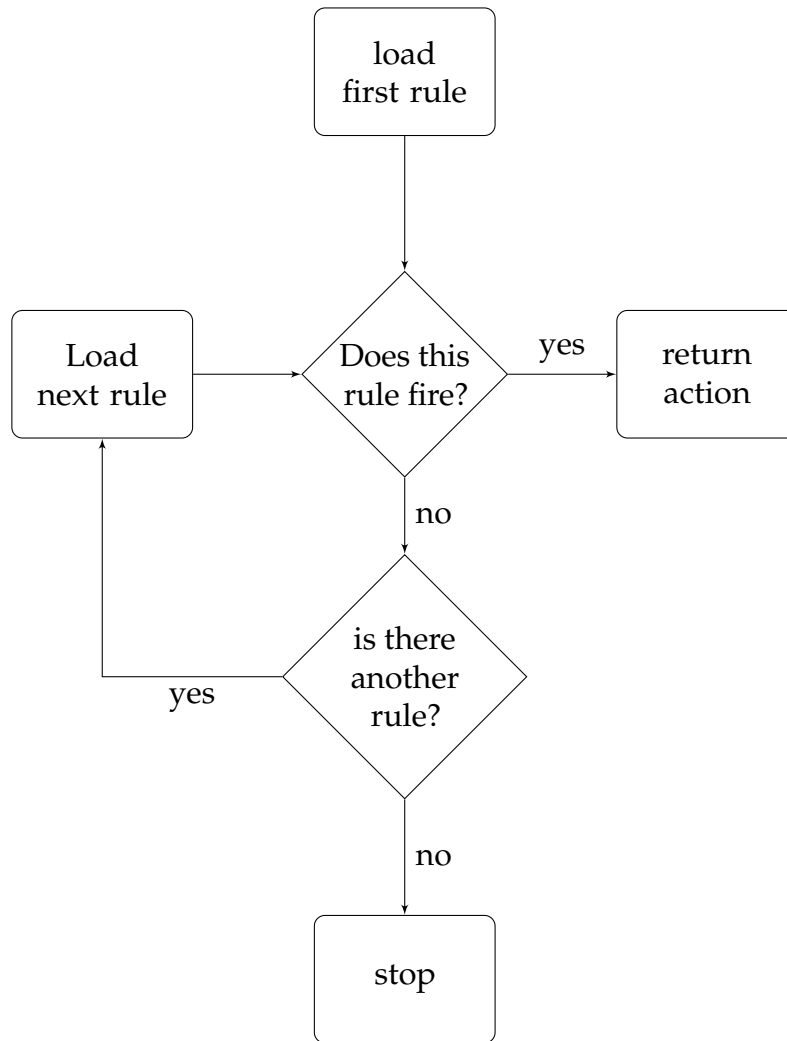 load
first rule
Load
next rule
Does this
rule fire?
yes
return
action
no
is there
another
rule?
yes
no
stop